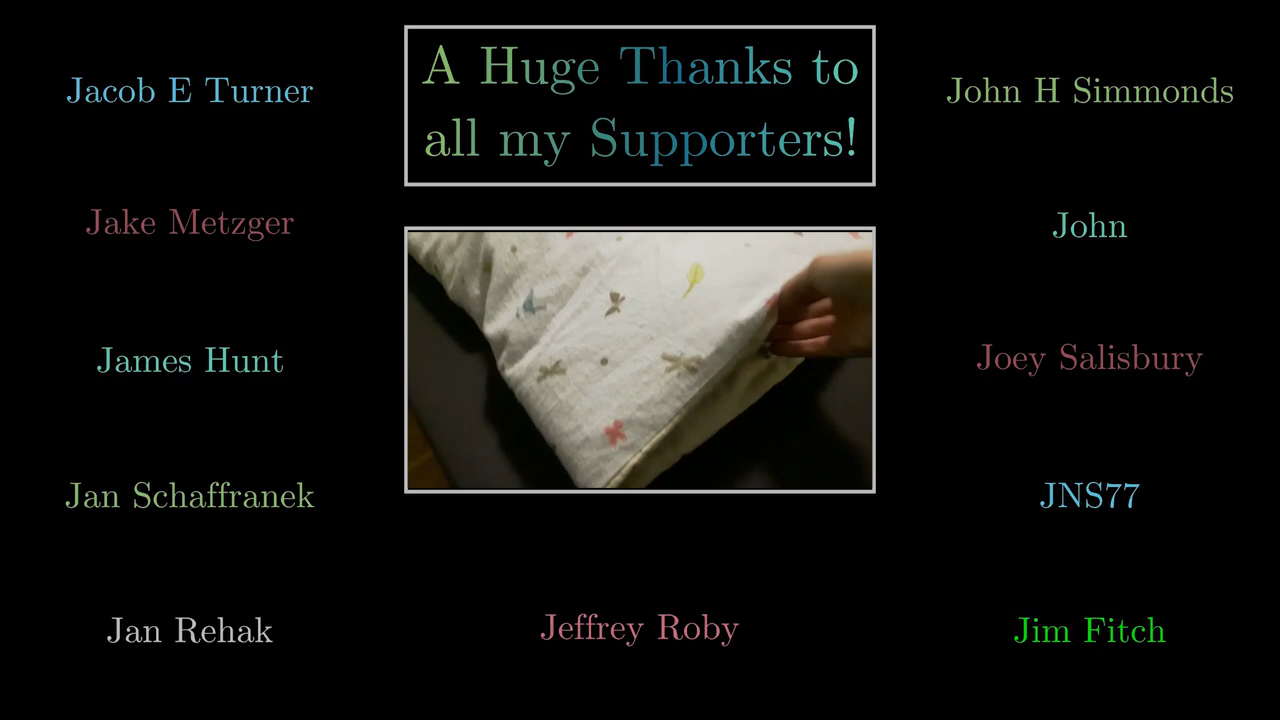 A Huge Thanks to
all my Supporters!
Jacob E Turner
Jake Metzger
James Hunt
Jan Schaffranek
Jan Rehak
Jeffrey Roby
John H Simmonds
John
Joey Salisbury
JNS77
Jim Fitch